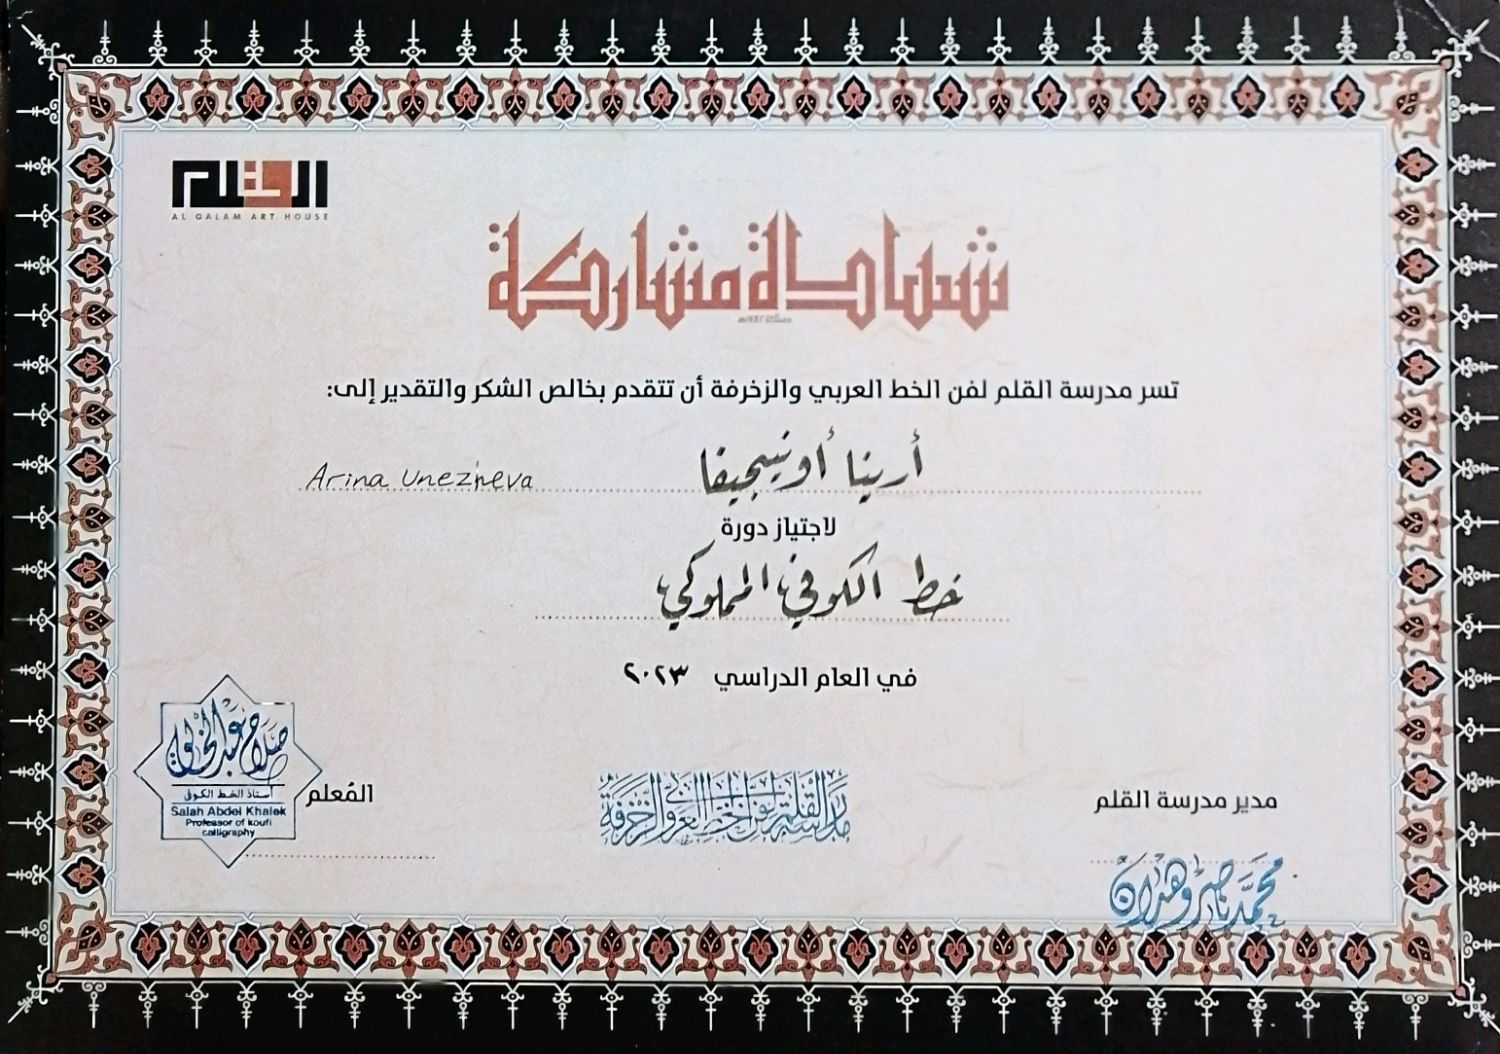 القلم
AL QALAM ART HOUSE
شهادة مشاركة
تسر مدرسة القلم لفن الخط العربي والزخرفة أن تتقدم بخالص الشكر والتقدير إلى:
أرينا أونيجيفا
Arina Unezheva
لاجتياز دورة
خط الكوفي المملوكي
في العام الدراسي ٢٠٢٣
مدير مدرسة القلم
محمد ناصر وهدان
مدرسة القلم لفن الخط العربي والزخرفة
المُعلم
صلاح عبد الخالق
أستاذ الخط الكوفي
Salah Abdel Khalek
Professor of koufi
calligraphy